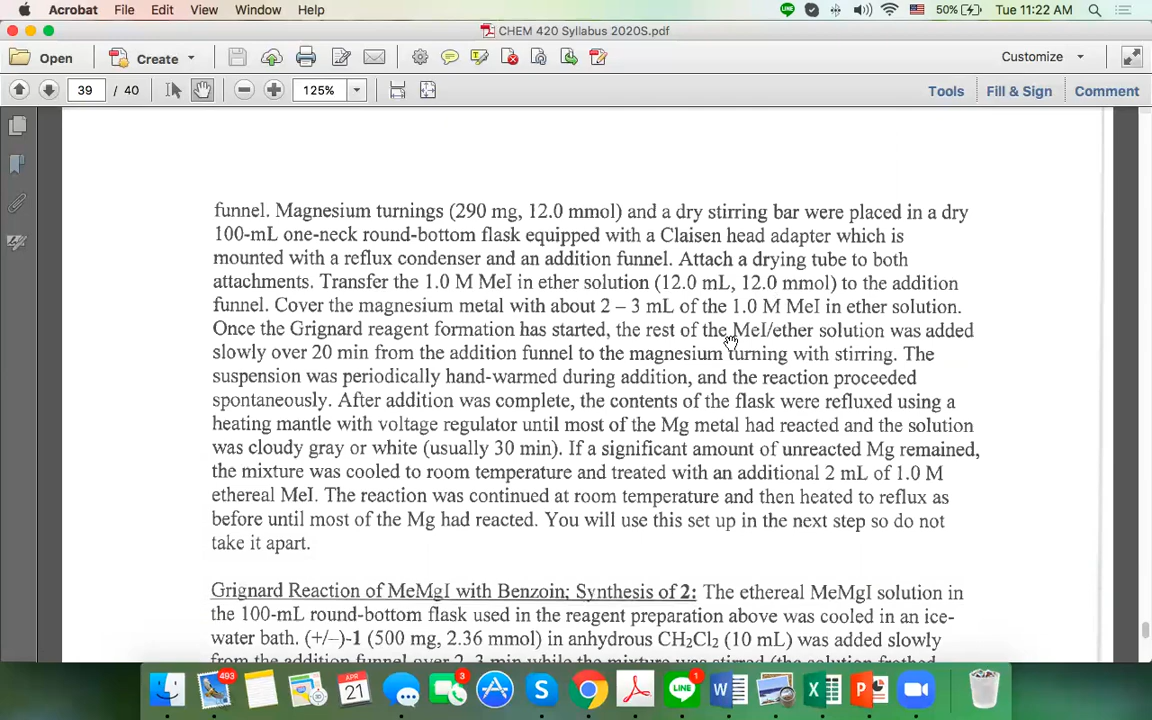 Acrobat File Edit View Window Help
50% Tue 11:22 AM
CHEM 420 Syllabus 2020S.pdf
Open Create Customize
39 / 40 125% Tools Fill & Sign Comment
funnel. Magnesium turnings (290 mg, 12.0 mmol) and a dry stirring bar were placed in a dry
100-mL one-neck round-bottom flask equipped with a Claisen head adapter which is
mounted with a reflux condenser and an addition funnel. Attach a drying tube to both
attachments. Transfer the 1.0 M MeI in ether solution (12.0 mL, 12.0 mmol) to the addition
funnel. Cover the magnesium metal with about 2 – 3 mL of the 1.0 M MeI in ether solution.
Once the Grignard reagent formation has started, the rest of the MeI/ether solution was added
slowly over 20 min from the addition funnel to the magnesium turning with stirring. The
suspension was periodically hand-warmed during addition, and the reaction proceeded
spontaneously. After addition was complete, the contents of the flask were refluxed using a
heating mantle with voltage regulator until most of the Mg metal had reacted and the solution
was cloudy gray or white (usually 30 min). If a significant amount of unreacted Mg remained,
the mixture was cooled to room temperature and treated with an additional 2 mL of 1.0 M
ethereal MeI. The reaction was continued at room temperature and then heated to reflux as
before until most of the Mg had reacted. You will use this set up in the next step so do not
take it apart.
Grignard Reaction of MeMgI with Benzoin; Synthesis of 2: The ethereal MeMgI solution in
the 100-mL round-bottom flask used in the reagent preparation above was cooled in an ice-
water bath. (+/–)-1 (500 mg, 2.36 mmol) in anhydrous CH2Cl2 (10 mL) was added slowly
from the addition funnel over 2–3 min while the mixture was stirred (the solution frothed
493 APR 21 3 LINE 1